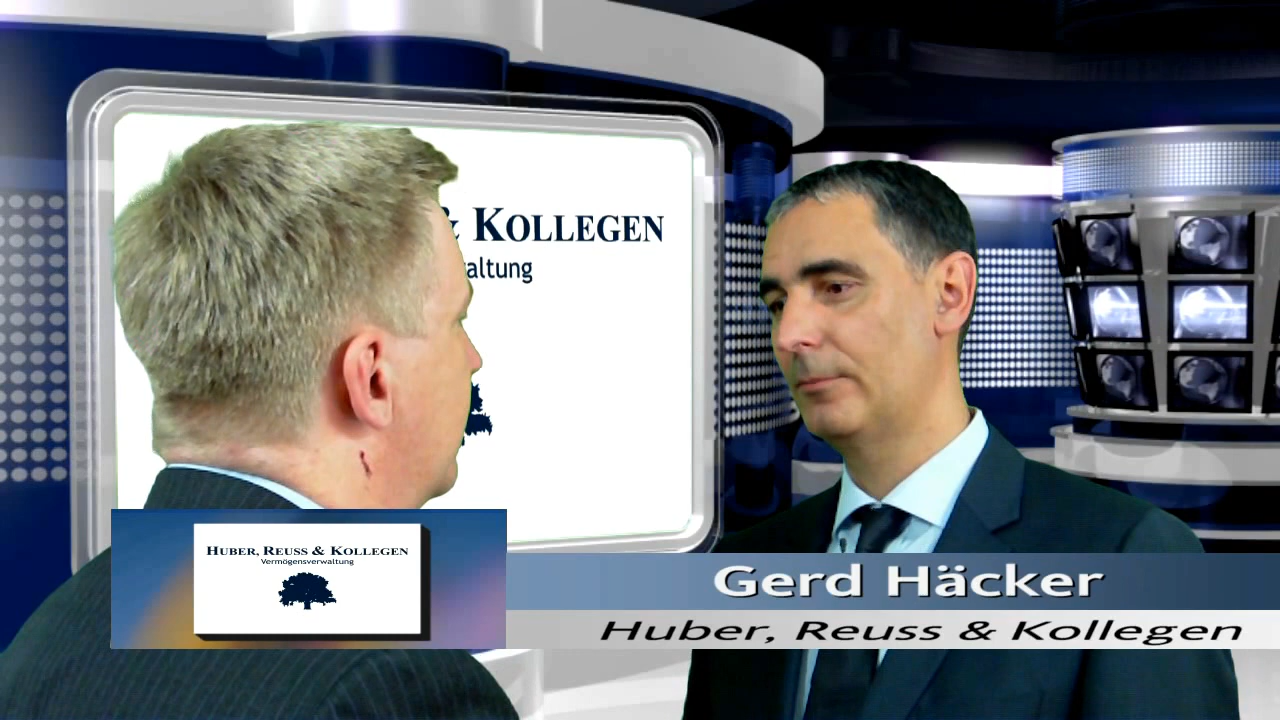 & KOLLEGEN
altung
HUBER, REUSS & KOLLEGEN
Vermögensverwaltung
Gerd Häcker
Huber, Reuss & Kollegen